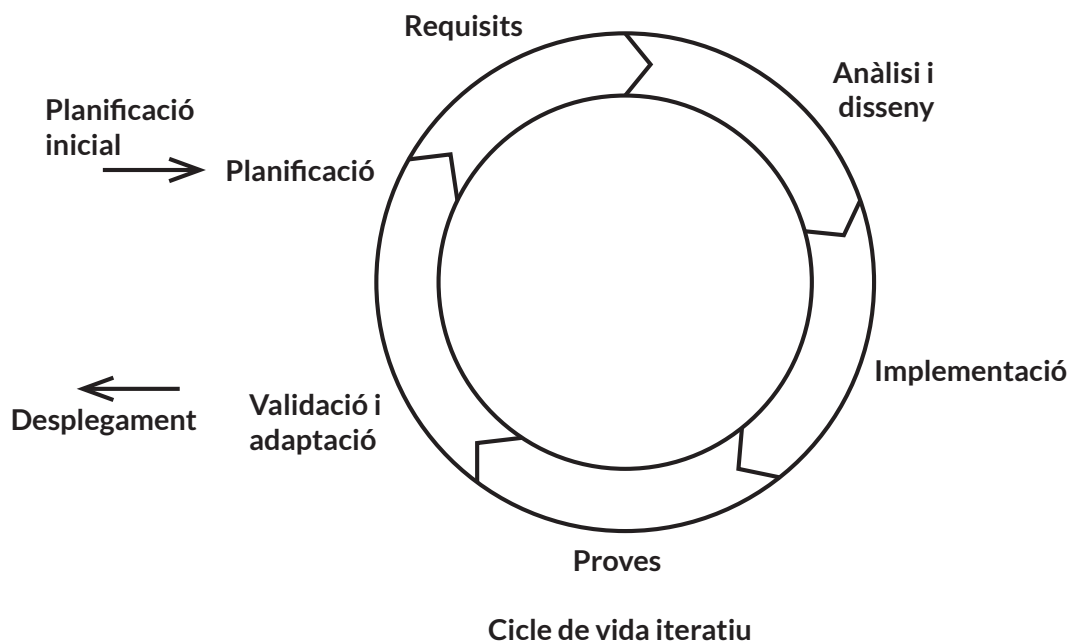 Requisits
Anàlisi i
disseny
Planificació
inicial
Planificació
Implementació
Validació i
adaptació
Desplegament
Proves
Cicle de vida iteratiu